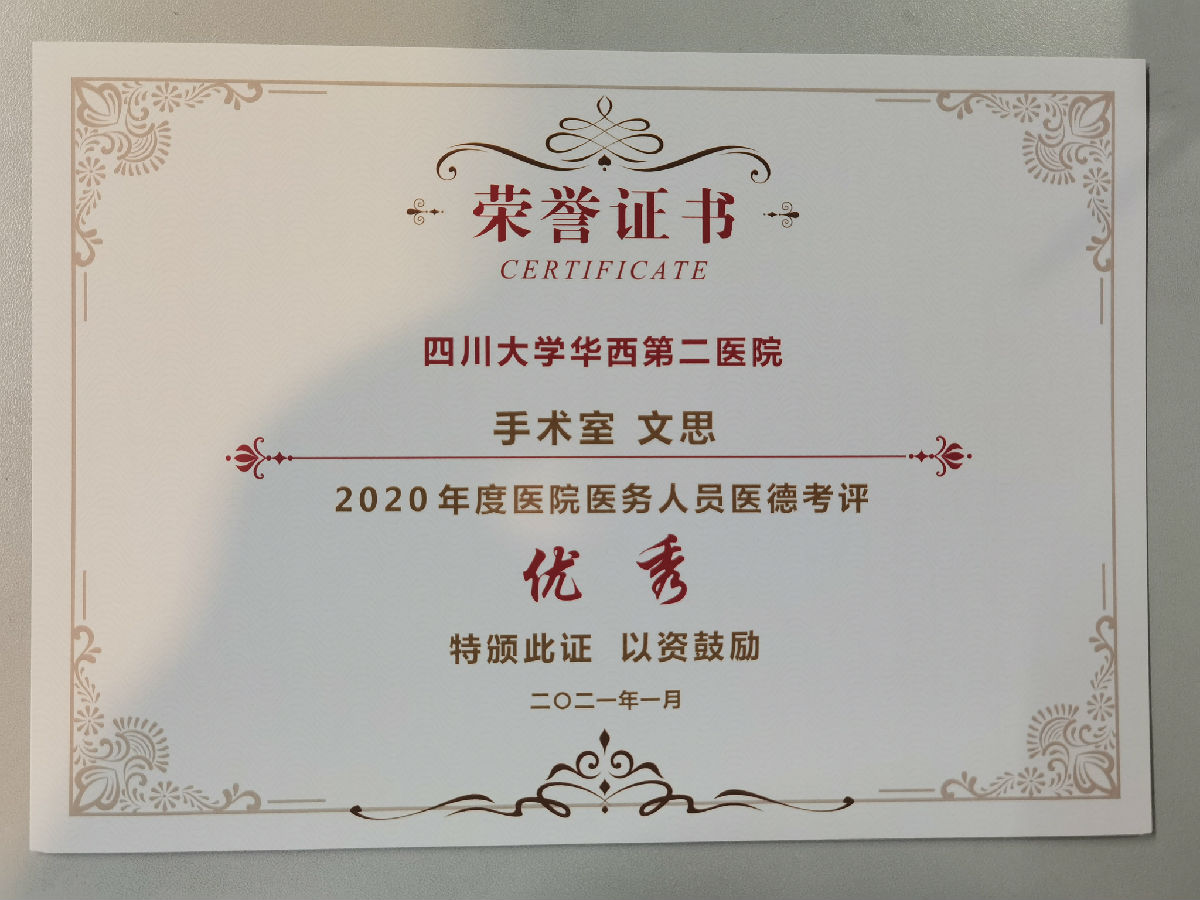 荣誉证书
CERTIFICATE
四川大学华西第二医院
手术室 文思
2020年度医院医务人员医德考评
优 秀
特颁此证 以资鼓励
二〇二一年一月